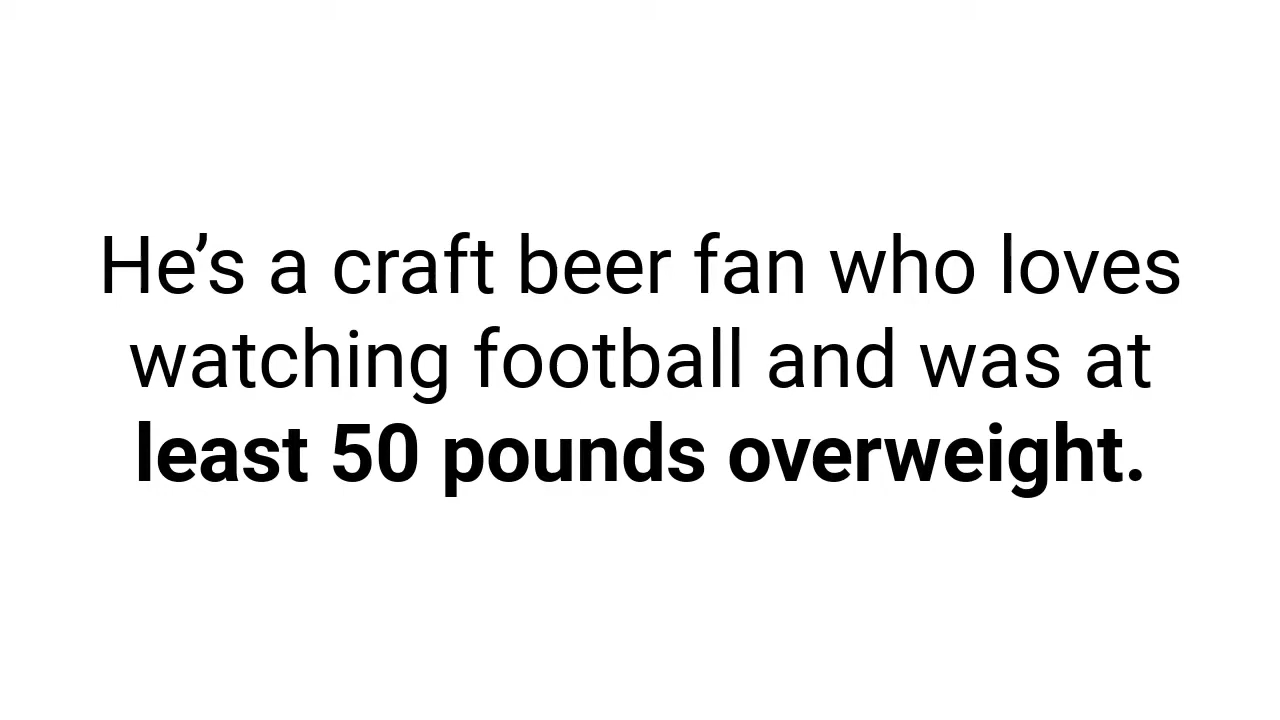 He’s a craft beer fan who loves
watching football and was at
least 50 pounds overweight.